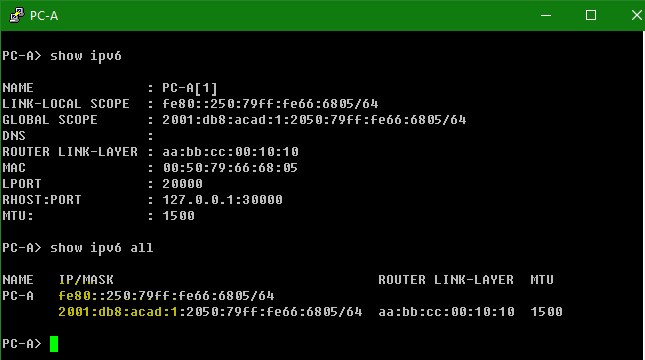 PC-A
PC-A> show ipv6
NAME : PC-A[1]
LINK-LOCAL SCOPE : fe80::250:79ff:fe66:6805/64
GLOBAL SCOPE : 2001:db8:acad:1:2050:79ff:fe66:6805/64
DNS :
ROUTER LINK-LAYER : aa:bb:cc:00:10:10
MAC : 00:50:79:66:68:05
LPORT : 20000
RHOST:PORT : 127.0.0.1:30000
MTU: : 1500
PC-A> show ipv6 all
NAME IP/MASK ROUTER LINK-LAYER MTU
PC-A fe80::250:79ff:fe66:6805/64
2001:db8:acad:1:2050:79ff:fe66:6805/64 aa:bb:cc:00:10:10 1500
PC-A>